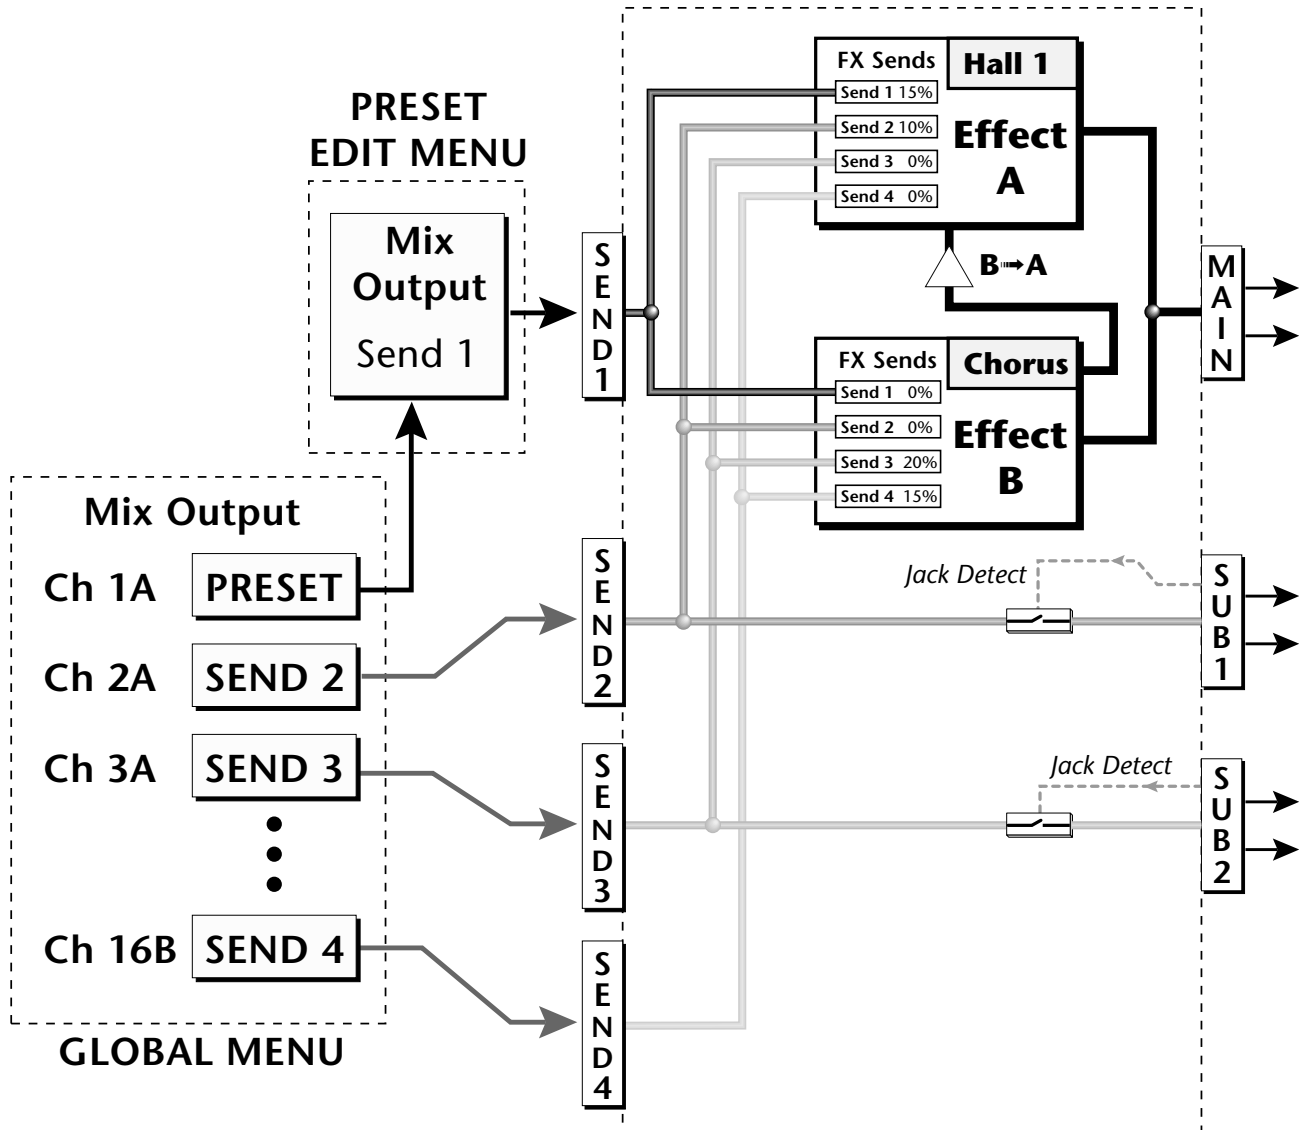 PRESET
EDIT MENU
Mix
Output
Send 1
Mix Output
Ch 1A PRESET
Ch 2A SEND 2
Ch 3A SEND 3
Ch 16B SEND 4
GLOBAL MENU
SEND1
SEND2
SEND3
SEND4
FX Sends Hall 1
Send 1 15%
Send 2 10%
Send 3 0%
Send 4 0%
Effect
A
B➟A
FX Sends Chorus
Send 1 0%
Send 2 0%
Send 3 20%
Send 4 15%
Effect
B
Jack Detect
Jack Detect
MAIN
SUB1
SUB2